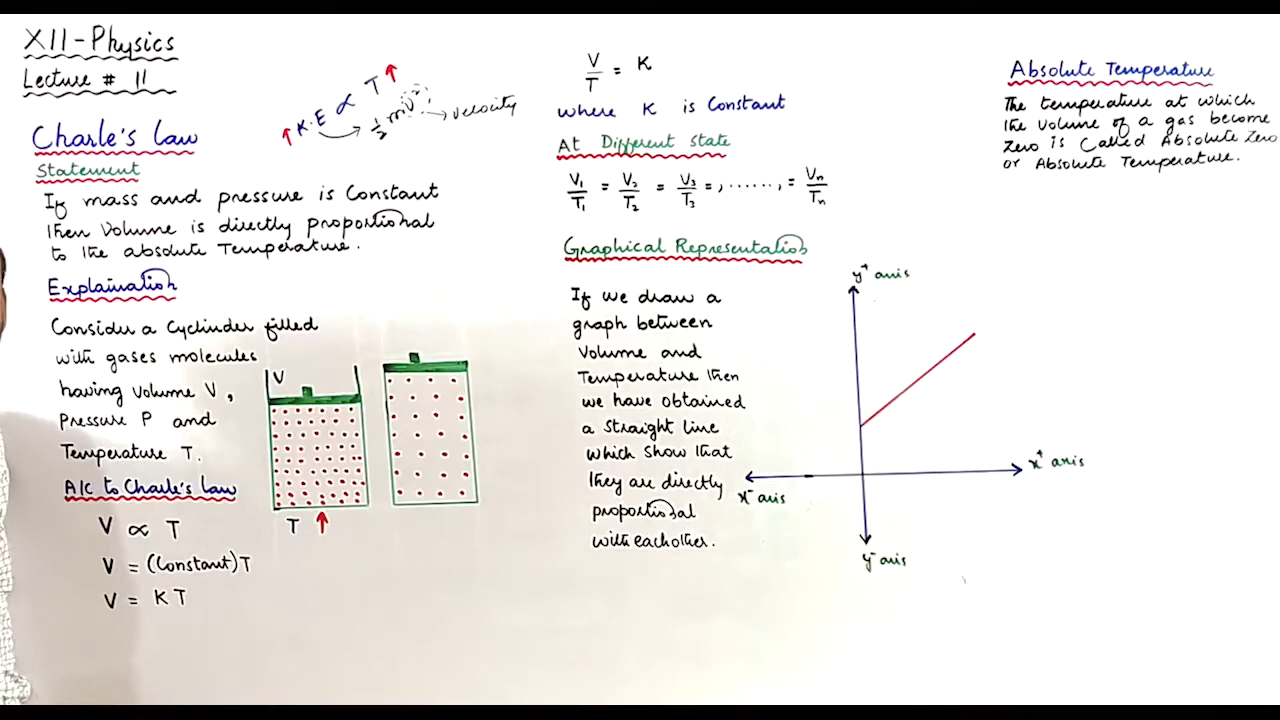 XII-Physics
Lecture # 11
Charle's law
Statement
If mass and pressure is Constant
then Volume is directly proportional
to the absolute Temperature.
↑K.E ∝ T↑
½mv²
velocity
Explaination
Consider a Cyclinder filled
with gases molecules
having volume V,
Pressure P and
Temperature T.
V
T ↑
A/c to Charle's law
V ∝ T
V = (Constant)T
V = KT
V/T = K
where K is Constant
At Different State
V₁/T₁ = V₂/T₂ = V₃/T₃ =, ......, = Vn/Tn
Graphical Representation
If we draw a
graph between
Volume and
Temperature then
we have obtained
a straight line
which show that
they are directly
proportional
with eachother.
y⁺ axis
x⁺ axis
x⁻ axis
y⁻ axis
Absolute Temperature
The temperature at which
the volume of a gas become
zero is Called Absolute Zero
or Absolute Temperature.